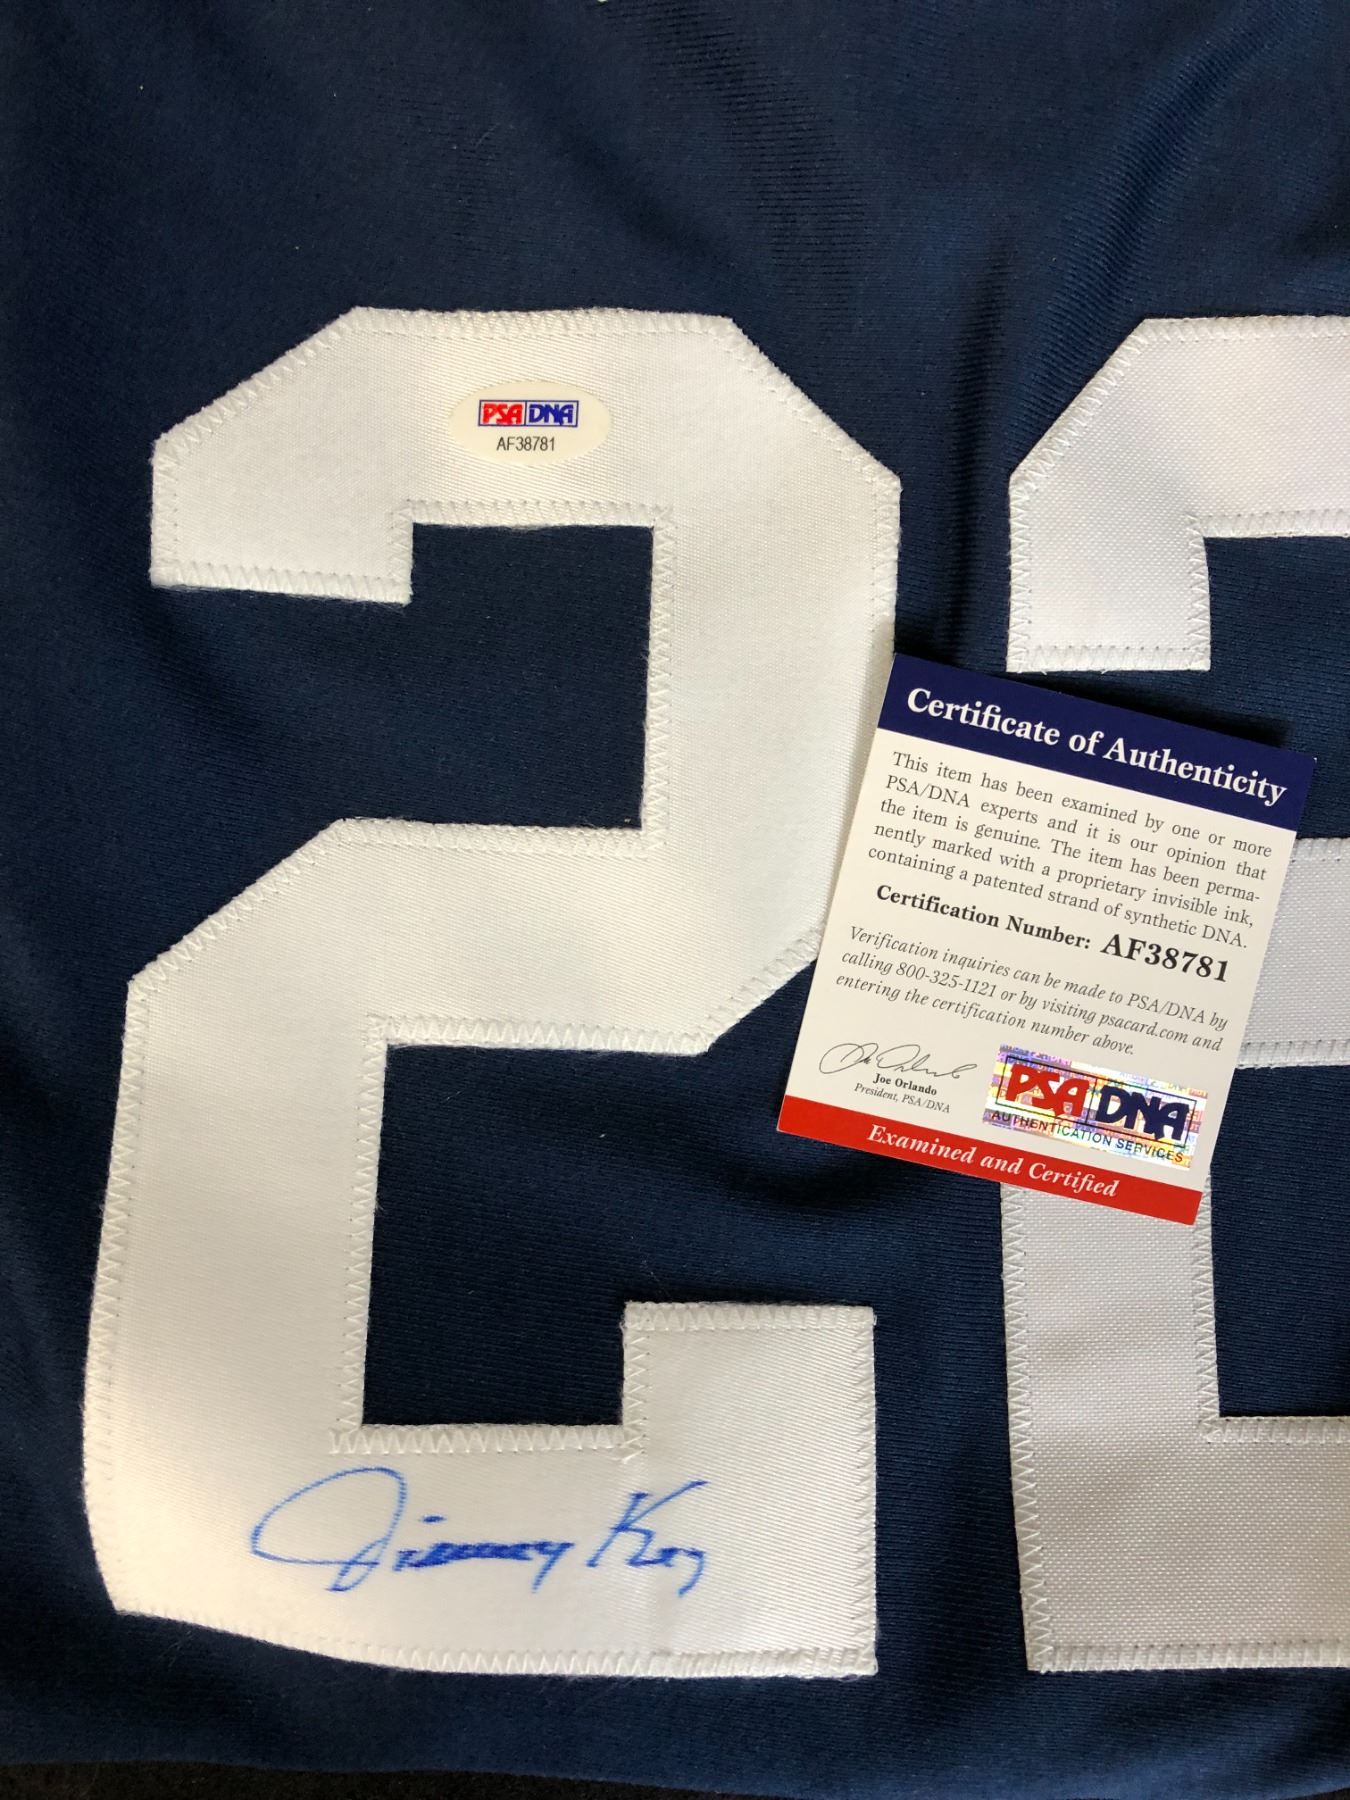 PSA DNA
AF38781
Certificate of Authenticity
This item has been examined by one or more
PSA/DNA experts and it is our opinion that
the item is genuine. The item has been perma-
nently marked with a proprietary invisible ink,
containing a patented strand of synthetic DNA.
Certification Number: AF38781
Verification inquiries can be made to PSA/DNA by
calling 800-325-1121 or by visiting psacard.com and
entering the certification number above.
Joe Orlando
President, PSA/DNA
PSA DNA
AUTHENTICATION SERVICES
Examined and Certified
Jimmy Key
2